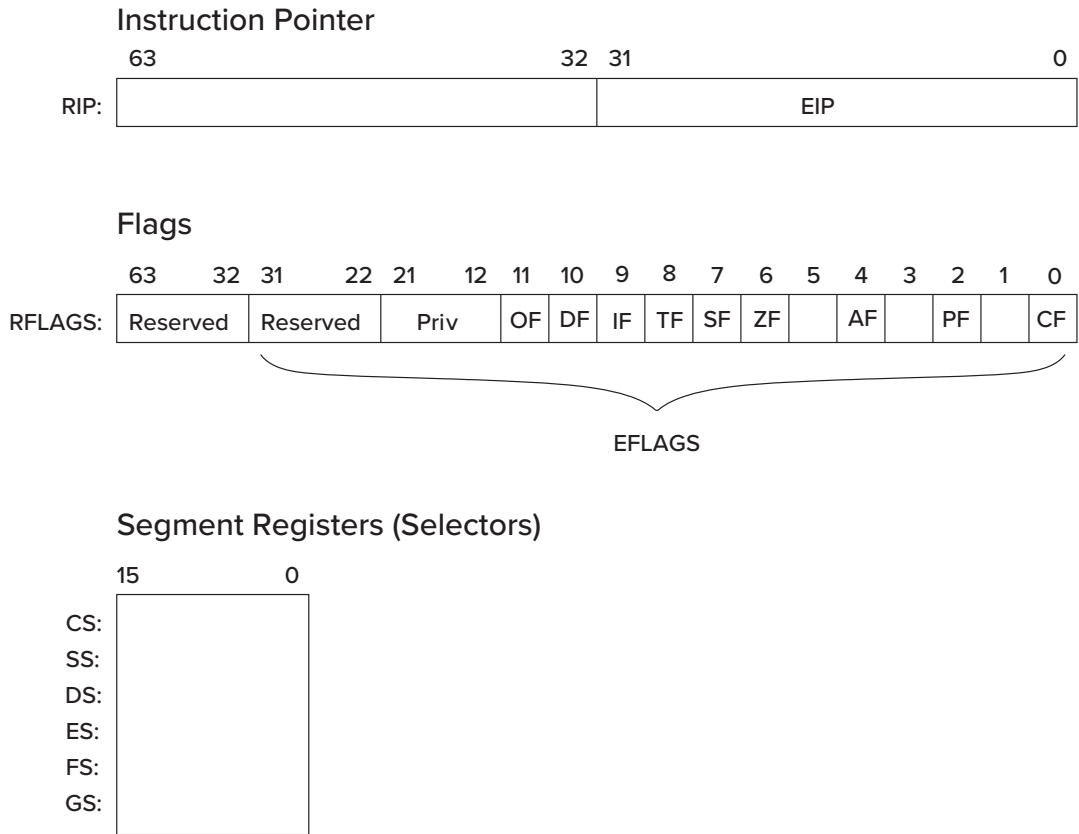 Instruction Pointer
63 32 31 0
RIP: EIP
Flags
63 32 31 22 21 12 11 10 9 8 7 6 5 4 3 2 1 0
RFLAGS: Reserved Reserved Priv OF DF IF TF SF ZF AF PF CF
EFLAGS
Segment Registers (Selectors)
15 0
CS:
SS:
DS:
ES:
FS:
GS: